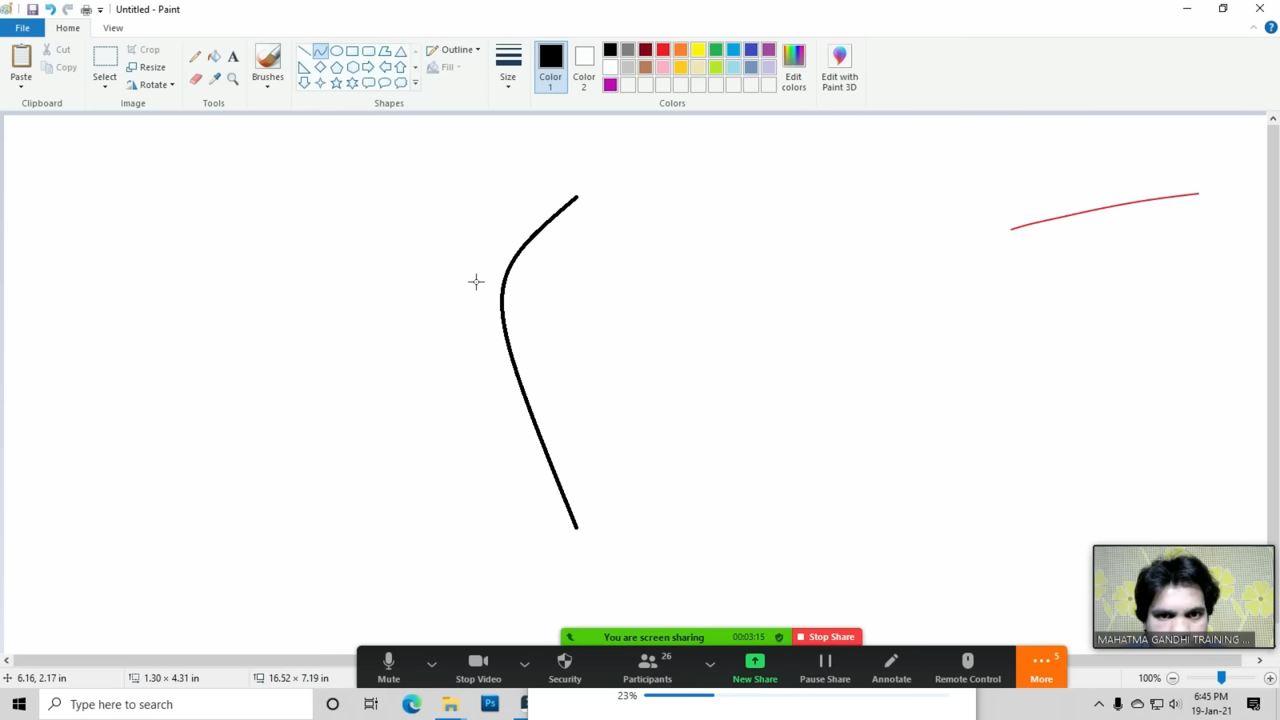 Untitled - Paint
File
Home
View
Paste
Cut
Copy
Clipboard
Select
Crop
Resize
Rotate
Image
A
Tools
Brushes
Outline
Fill
Shapes
Size
Color 1
Color 2
Edit colors
Edit with Paint 3D
Colors
MAHATMA GANDHI TRAINING ...
You are screen sharing
00:03:15
Stop Share
Mute
Stop Video
Security
26
Participants
New Share
Pause Share
Annotate
Remote Control
5
More
6.16, 2.17 in
1.30 × 4.31 in
16.52 × 7.19 in
100%
Type here to search
Ps
23%
6:45 PM
19-Jan-21